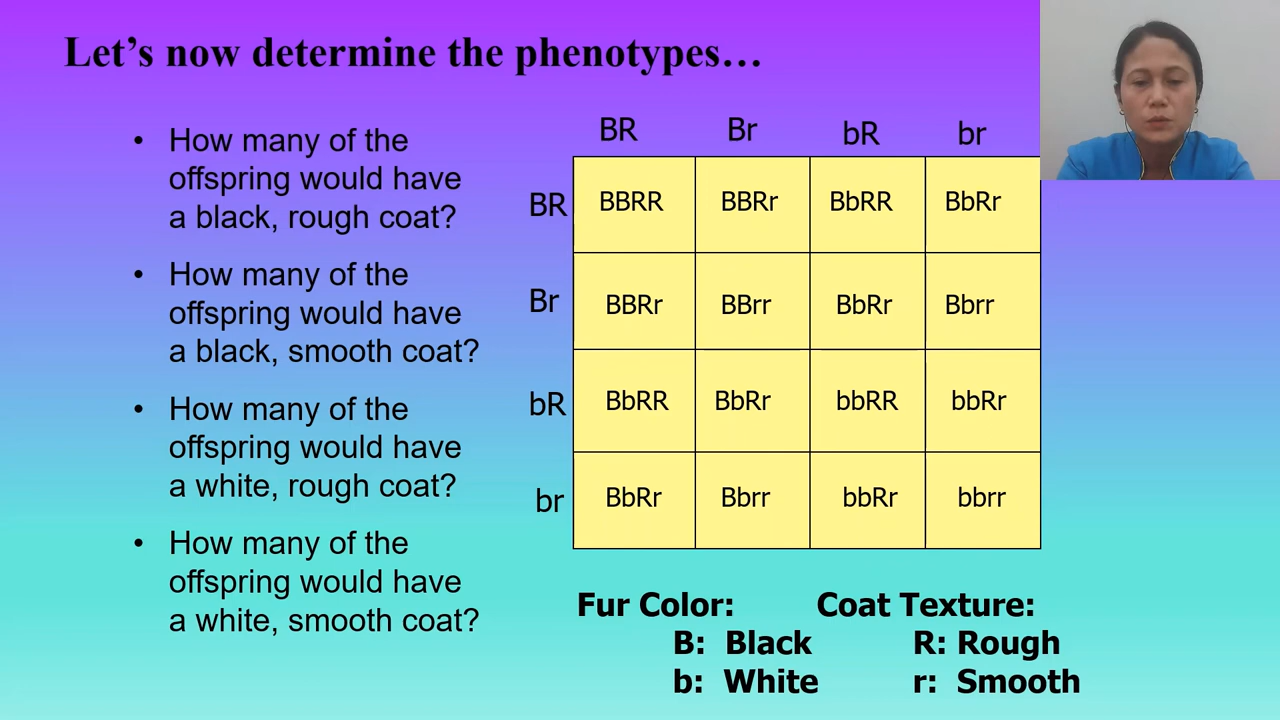 Let’s now determine the phenotypes…
• How many of the
offspring would have
a black, rough coat?
• How many of the
offspring would have
a black, smooth coat?
• How many of the
offspring would have
a white, rough coat?
• How many of the
offspring would have
a white, smooth coat?
BR Br bR br
BR BBRR BBRr BbRR BbRr
Br BBRr BBrr BbRr Bbrr
bR BbRR BbRr bbRR bbRr
br BbRr Bbrr bbRr bbrr
Fur Color: Coat Texture:
B: Black R: Rough
b: White r: Smooth